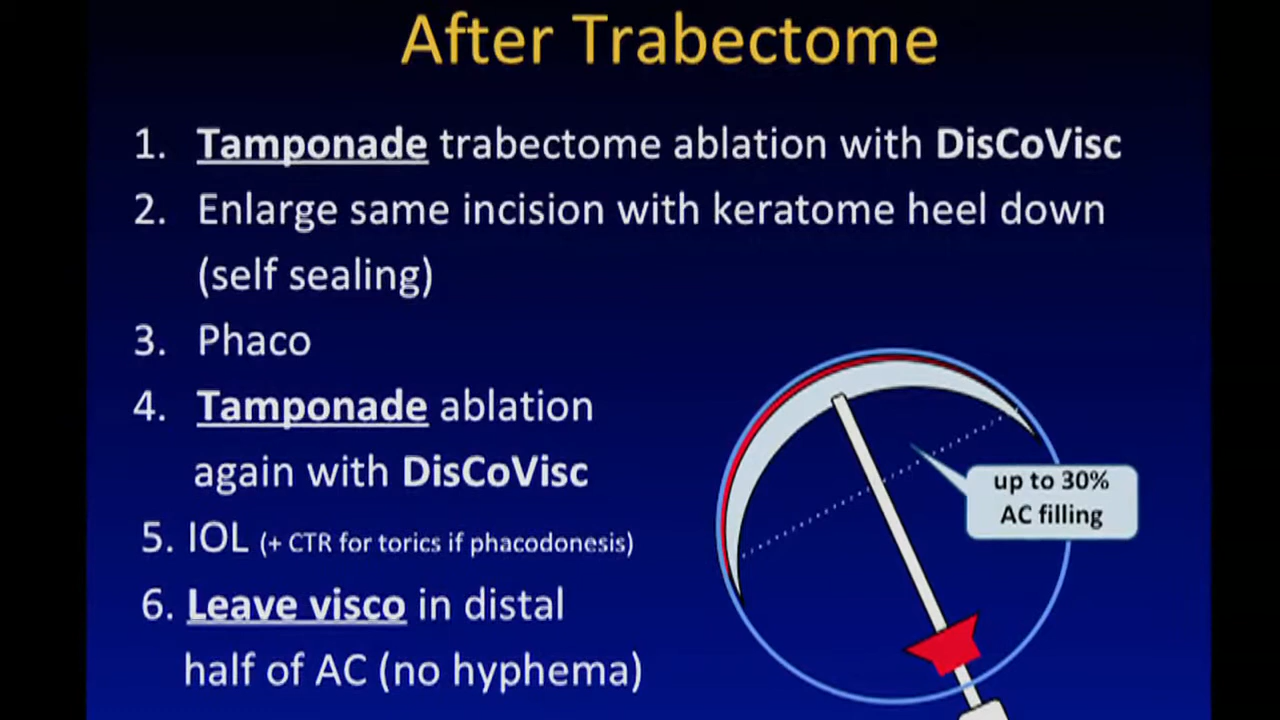 After Trabectome
1. Tamponade trabectome ablation with DisCoVisc
2. Enlarge same incision with keratome heel down
(self sealing)
3. Phaco
4. Tamponade ablation
again with DisCoVisc
5. IOL (+ CTR for torics if phacodonesis)
6. Leave visco in distal
half of AC (no hyphema)
up to 30%
AC filling